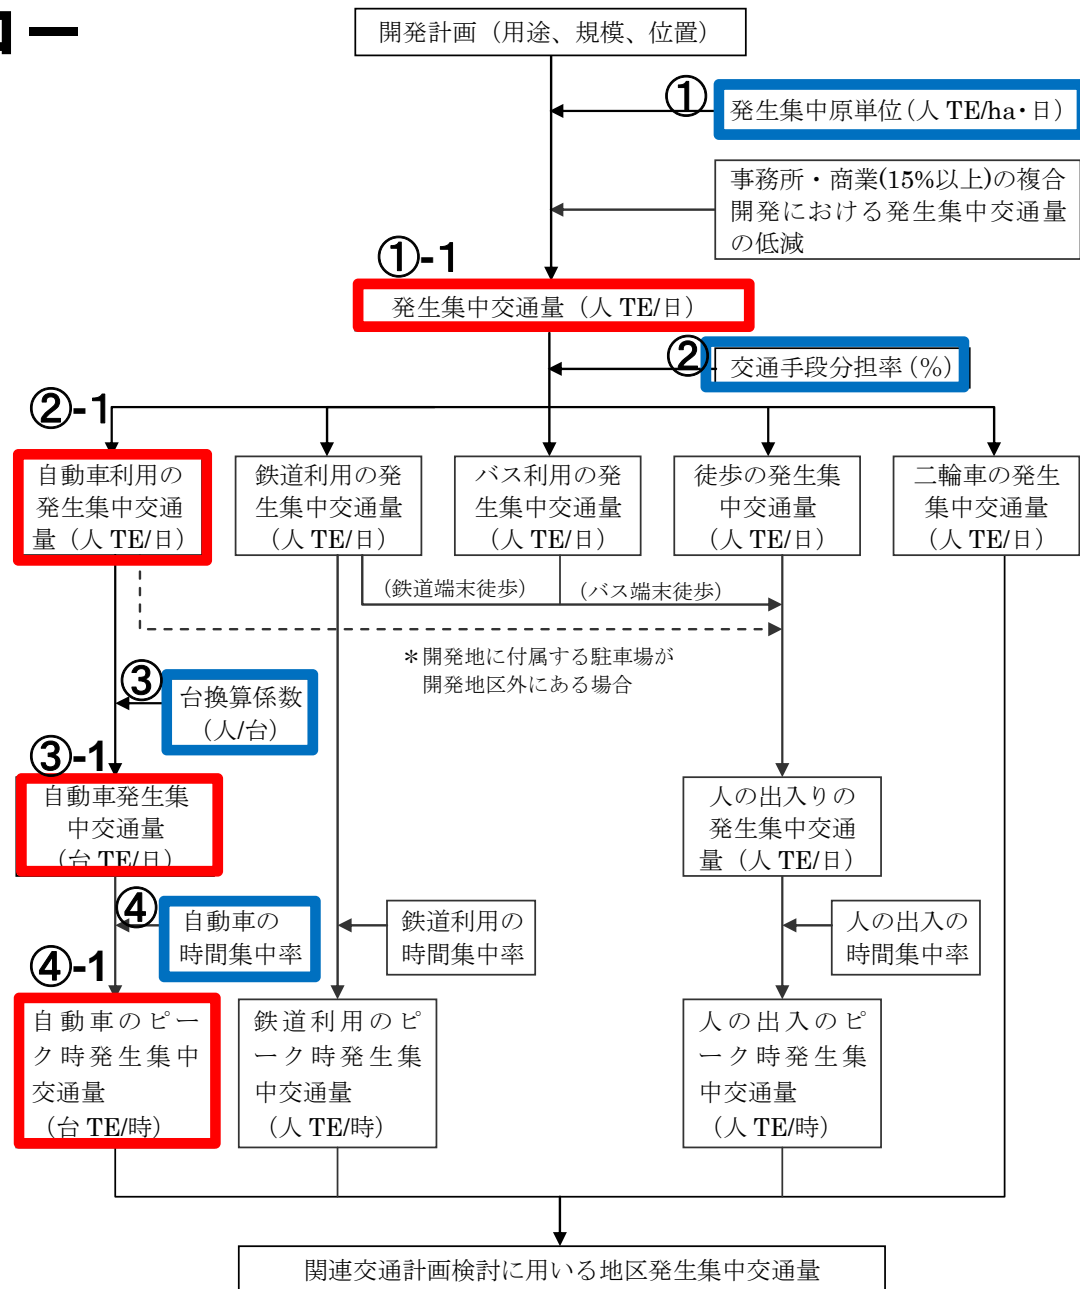 ロー
開発計画（用途、規模、位置）
①
発生集中原単位（人 TE/ha・日）
事務所・商業(15%以上)の複合
開発における発生集中交通量
の低減
①-1
発生集中交通量（人 TE/日）
②
交通手段分担率（%）
②-1
自動車利用の
発生集中交通
量（人 TE/日）
鉄道利用の発
生集中交通量
（人 TE/日）
バス利用の発
生集中交通量
（人 TE/日）
徒歩の発生集
中交通量
（人 TE/日）
二輪車の発生
集中交通量
（人 TE/日）
（鉄道端末徒歩）
（バス端末徒歩）
＊開発地に付属する駐車場が
開発地区外にある場合
③
台換算係数
（人/台）
③-1
自動車発生集
中交通量
（台 TE/日）
人の出入りの
発生集中交通
量（人 TE/日）
④
自動車の
時間集中率
鉄道利用の
時間集中率
人の出入の
時間集中率
④-1
自動車のピー
ク時発生集中
交通量
（台 TE/時）
鉄道利用のピ
ーク時発生集
中交通量
（人 TE/時）
人の出入のピ
ーク時発生集
中交通量
（人 TE/時）
関連交通計画検討に用いる地区発生集中交通量